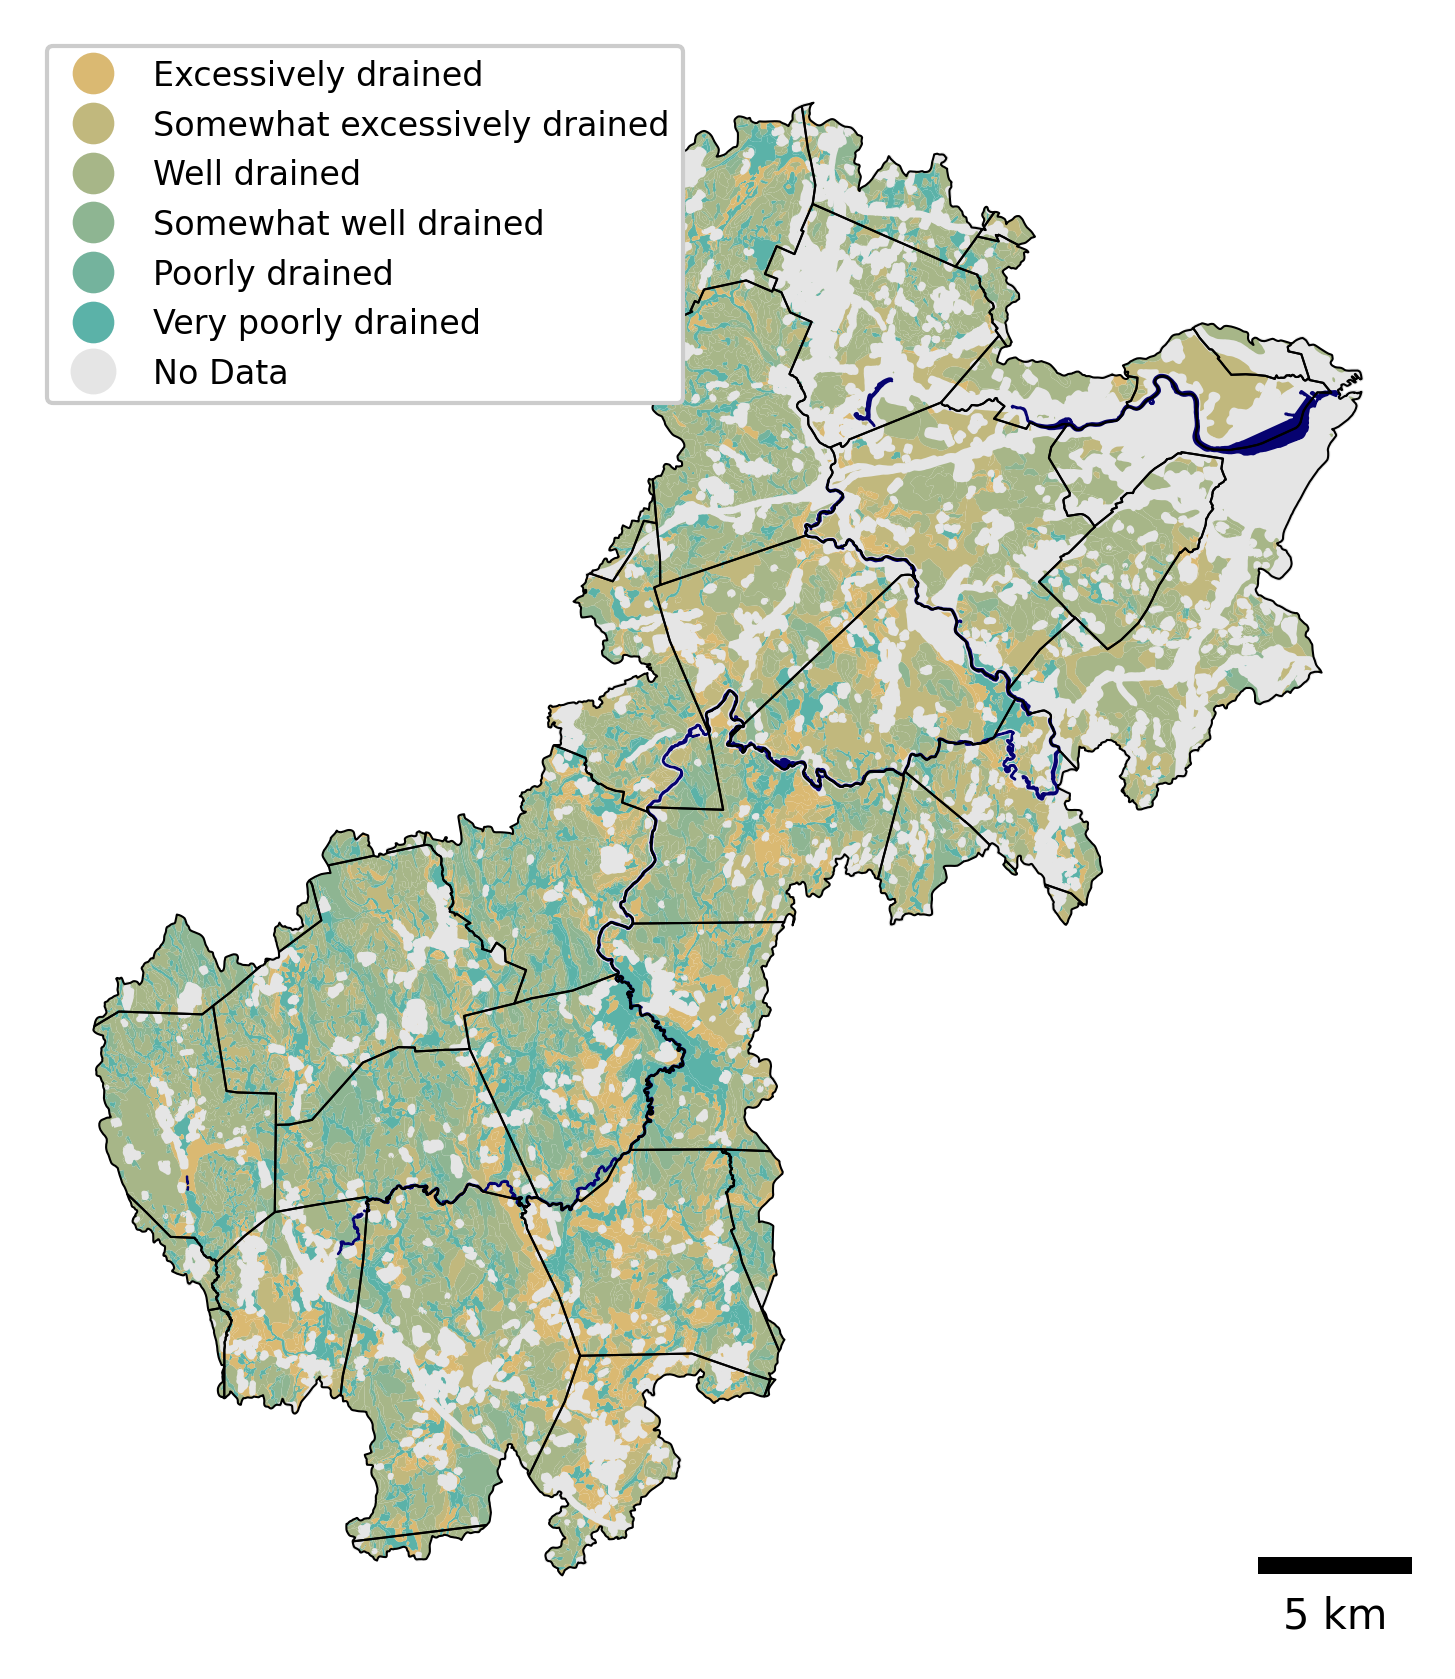 Excessively drained
Somewhat excessively drained
Well drained
Somewhat well drained
Poorly drained
Very poorly drained
No Data
5 km